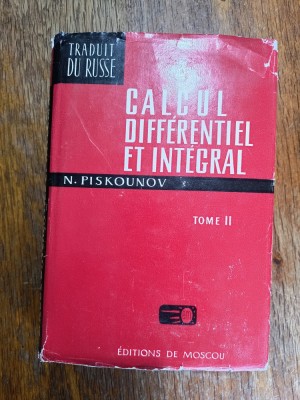 TRADUIT
DU RUSSE
CALCUL
DIFFÉRENTIEL
ET INTÉGRAL
N. PISKOUNOV
TOME II
ÉDITIONS DE MOSCOU